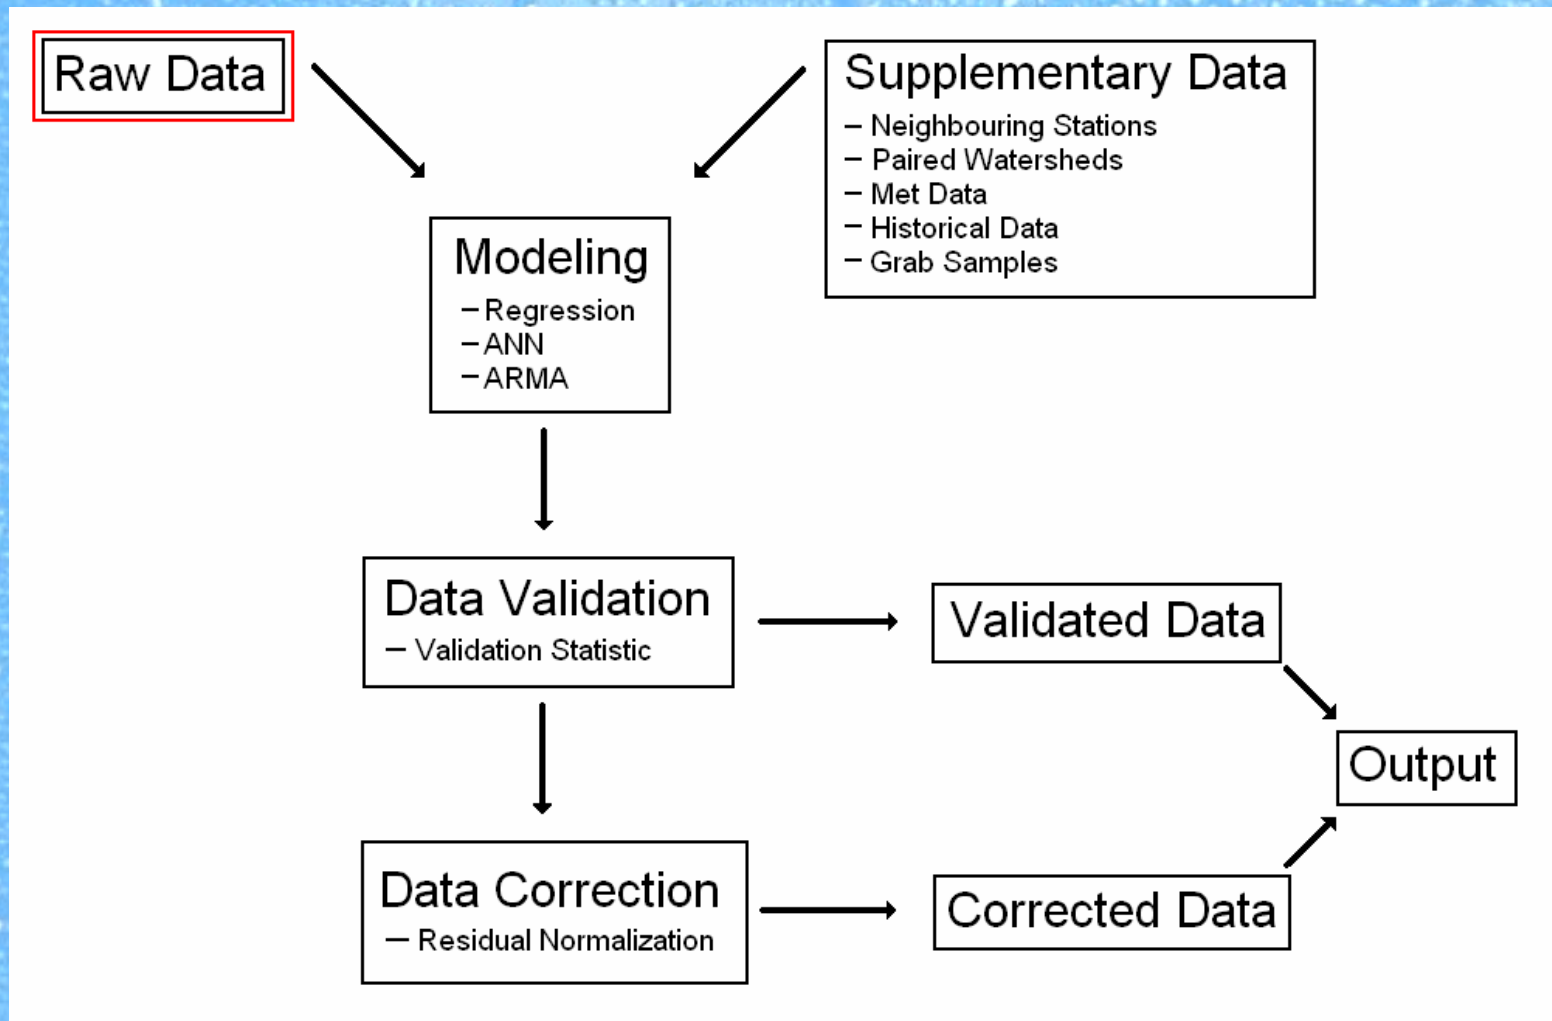 Raw Data
Supplementary Data
– Neighbouring Stations
– Paired Watersheds
– Met Data
– Historical Data
– Grab Samples
Modeling
– Regression
– ANN
– ARMA
Data Validation
– Validation Statistic
Validated Data
Output
Data Correction
– Residual Normalization
Corrected Data